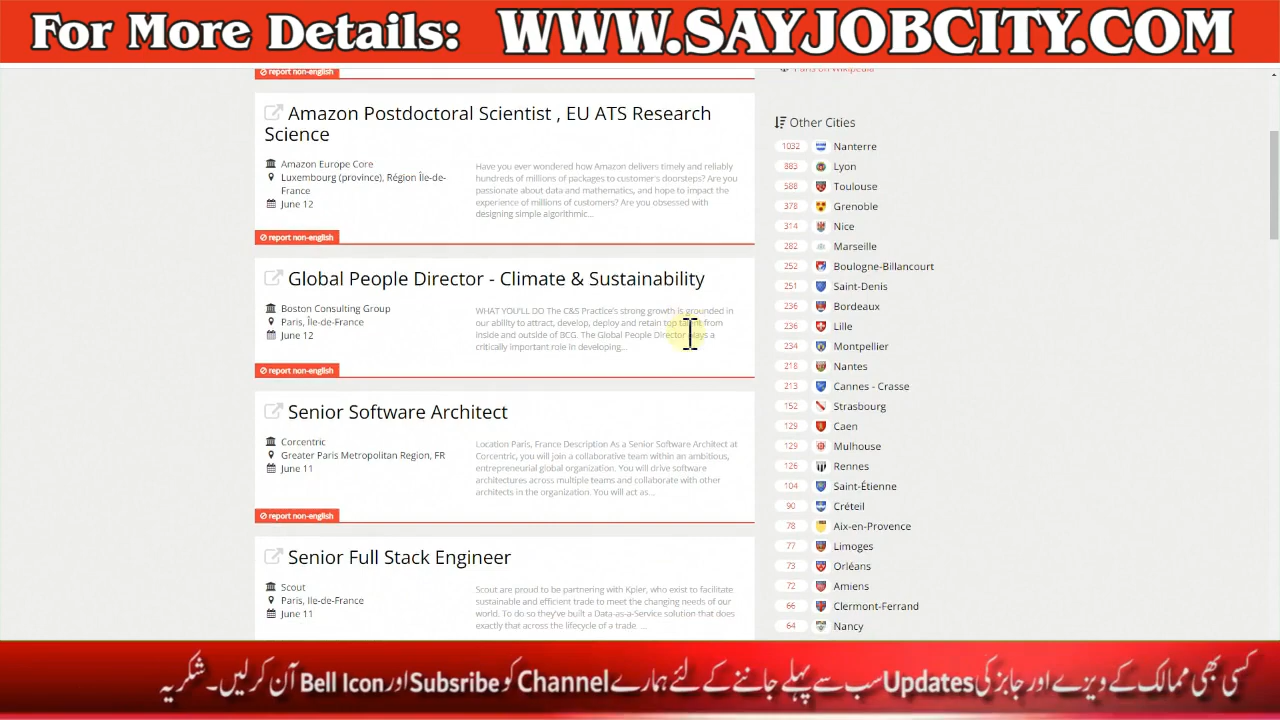 For More Details: WWW.SAYJOBCITY.COM
report non-english
Amazon Postdoctoral Scientist , EU ATS Research
Science
Amazon Europe Core
Luxembourg (province), Région Île-de-
France
June 12
Have you ever wondered how Amazon delivers timely and reliably
hundreds of millions of packages to customer's doorsteps? Are you
passionate about data and mathematics, and hope to impact the
experience of millions of customers? Are you obsessed with
designing simple algorithmic...
report non-english
Global People Director - Climate & Sustainability
Boston Consulting Group
Paris, Île-de-France
June 12
WHAT YOU'LL DO The C&S Practice's strong growth is grounded in
our ability to attract, develop, deploy and retain top talent from
inside and outside of BCG. The Global People Director plays a
critically important role in developing...
report non-english
Senior Software Architect
Corcentric
Greater Paris Metropolitan Region, FR
June 11
Location Paris, France Description As a Senior Software Architect at
Corcentric, you will join a collaborative team within an ambitious,
entrepreneurial global organization. You will drive software
architectures across multiple teams and collaborate with other
architects in the organization. You will act as...
report non-english
Senior Full Stack Engineer
Scout
Paris, Ile-de-France
June 11
Scout are proud to be partnering with Kpler, who exist to facilitate
sustainable and efficient trade to meet the changing needs of our
world. To do so they've built a Data-as-a-Service solution that does
exactly that across the lifecycle of a trade ...
Paris on Wikipedia
Other Cities
1032 Nanterre
883 Lyon
588 Toulouse
378 Grenoble
314 Nice
282 Marseille
252 Boulogne-Billancourt
251 Saint-Denis
236 Bordeaux
236 Lille
234 Montpellier
218 Nantes
213 Cannes - Crasse
152 Strasbourg
129 Caen
129 Mulhouse
126 Rennes
104 Saint-Étienne
90 Créteil
78 Aix-en-Provence
77 Limoges
73 Orléans
72 Amiens
66 Clermont-Ferrand
64 Nancy
کسی بھی ممالک کے ویزے اور جابز کی Updates سب سے پہلے جاننے کے لئے ہمارے Channel کو Subsribe اور Bell Icon آن کر لیں۔ شکریہ